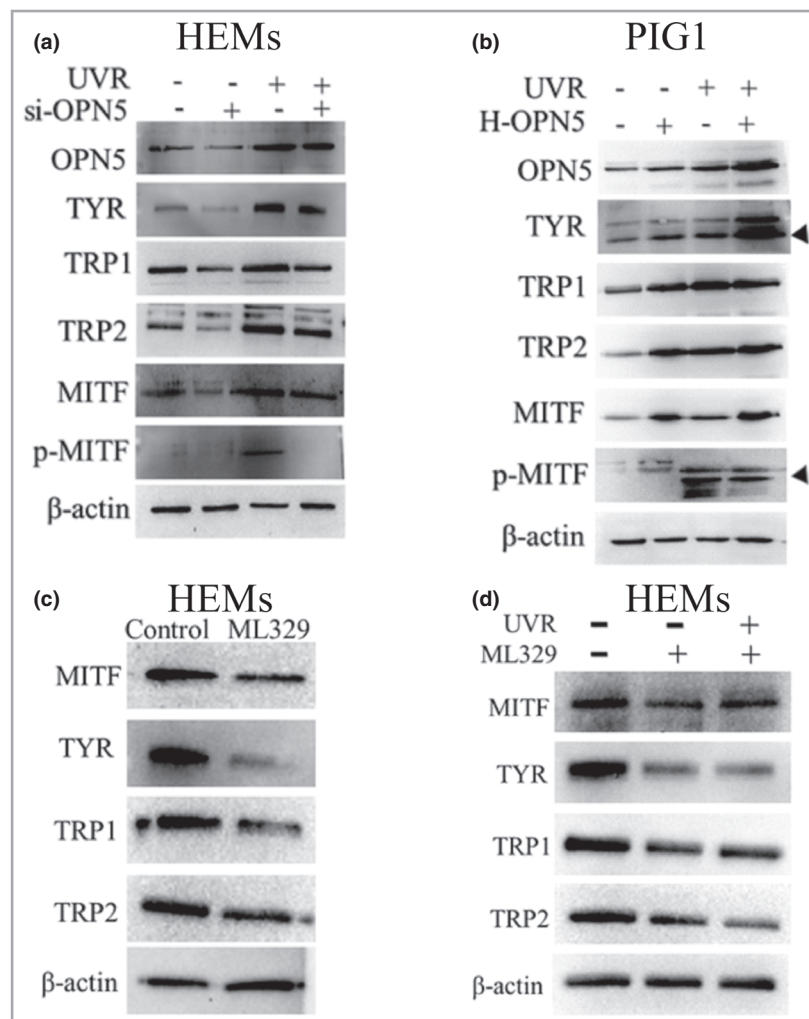 (a) HEMs
UVR - - + +
si-OPN5 - + - +
OPN5
TYR
TRP1
TRP2
MITF
p-MITF
β-actin
(b) PIG1
UVR - - + +
H-OPN5 - + - +
OPN5
TYR
TRP1
TRP2
MITF
p-MITF
β-actin
(c) HEMs
Control ML329
MITF
TYR
TRP1
TRP2
β-actin
(d) HEMs
UVR - - +
ML329 - + +
MITF
TYR
TRP1
TRP2
β-actin